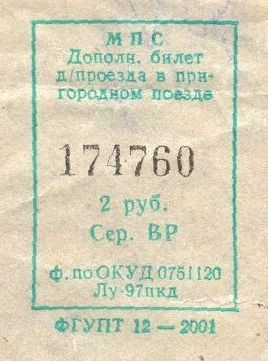 МПС
Дополн. билет
д/проезда в при-
городном поезде
174760
2 руб.
Сер. ВР
ф. по ОКУД 0751120
Лу-97пкд
ФГУПТ 12 — 2001